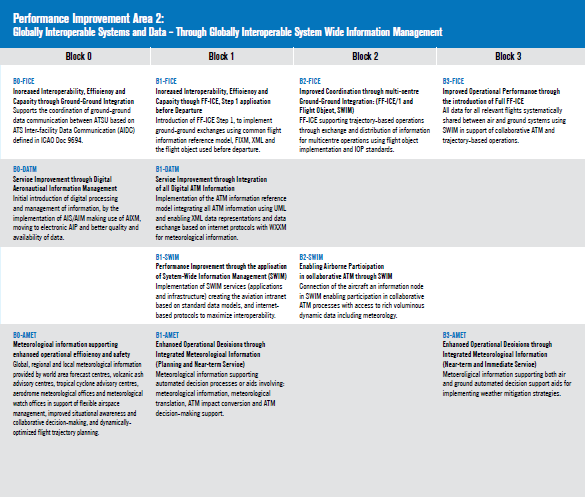 Performance Improvement Area 2:
Globally Interoperable Systems and Data – Through Globally Interoperable System Wide Information Management
Block 0
Block 1
Block 2
Block 3
B0-FICE
Increased Interoperability, Efficiency and
Capacity through Ground-Ground Integration
Supports the coordination of ground-ground
data communication between ATSU based on
ATS Inter-facility Data Communication (AIDC)
defined in ICAO Doc 9694.
B1-FICE
Increased Interoperability, Efficiency and
Capacity though FF-ICE, Step 1 application
before Departure
Introduction of FF-ICE Step 1, to implement
ground-ground exchanges using common flight
information reference model, FIXM, XML and
the flight object used before departure.
B2-FICE
Improved Coordination through multi-centre
Ground-Ground Integration: (FF-ICE/1 and
Flight Object, SWIM)
FF-ICE supporting trajectory-based operations
through exchange and distribution of information
for multicentre operations using flight object
implementation and IOP standards.
B3-FICE
Improved Operational Performance through
the introduction of Full FF-ICE
All data for all relevant flights systematically
shared between air and ground systems using
SWIM in support of collaborative ATM and
trajectory-based operations.
B0-DATM
Service Improvement through Digital
Aeronautical Information Management
Initial introduction of digital processing
and management of information, by the
implementation of AIS/AIM making use of AIXM,
moving to electronic AIP and better quality and
availability of data.
B1-DATM
Service Improvement through Integration
of all Digital ATM Information
Implementation of the ATM information reference
model integrating all ATM information using UML
and enabling XML data representations and data
exchange based on internet protocols with WXXM
for meteorological information.
B1-SWIM
Performance Improvement through the application
of System-Wide Information Management (SWIM)
Implementation of SWIM services (applications
and infrastructure) creating the aviation intranet
based on standard data models, and internet-
based protocols to maximize interoperability.
B2-SWIM
Enabling Airborne Participation
in collaborative ATM through SWIM
Connection of the aircraft an information node
in SWIM enabling participation in collaborative
ATM processes with access to rich voluminous
dynamic data including meteorology.
B0-AMET
Meteorological information supporting
enhanced operational efficiency and safety
Global, regional and local meteorological information
provided by world area forecast centres, volcanic ash
advisory centres, tropical cyclone advisory centres,
aerodrome meteorological offices and meteorological
watch offices in support of flexible airspace
management, improved situational awareness and
collaborative decision-making, and dynamically-
optimized flight trajectory planning.
B1-AMET
Enhanced Operational Decisions through
Integrated Meteorological Information
(Planning and Near-term Service)
Meteorological information supporting
automated decision processes or aids involving:
meteorological information, meteorological
translation, ATM impact conversion and ATM
decision-making support.
B3-AMET
Enhanced Operational Decisions through
Integrated Meteorological Information
(Near-term and Immediate Service)
Meteorological information supporting both air
and ground automated decision support aids for
implementing weather mitigation strategies.